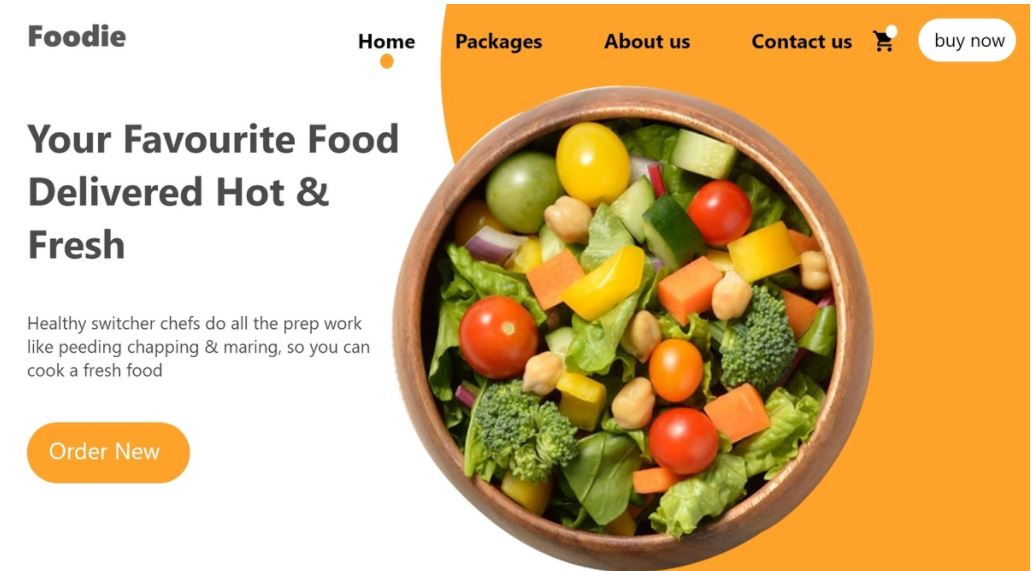 Foodie
Home Packages About us Contact us buy now
Your Favourite Food
Delivered Hot &
Fresh
Healthy switcher chefs do all the prep work
like peeding chapping & maring, so you can
cook a fresh food
Order New